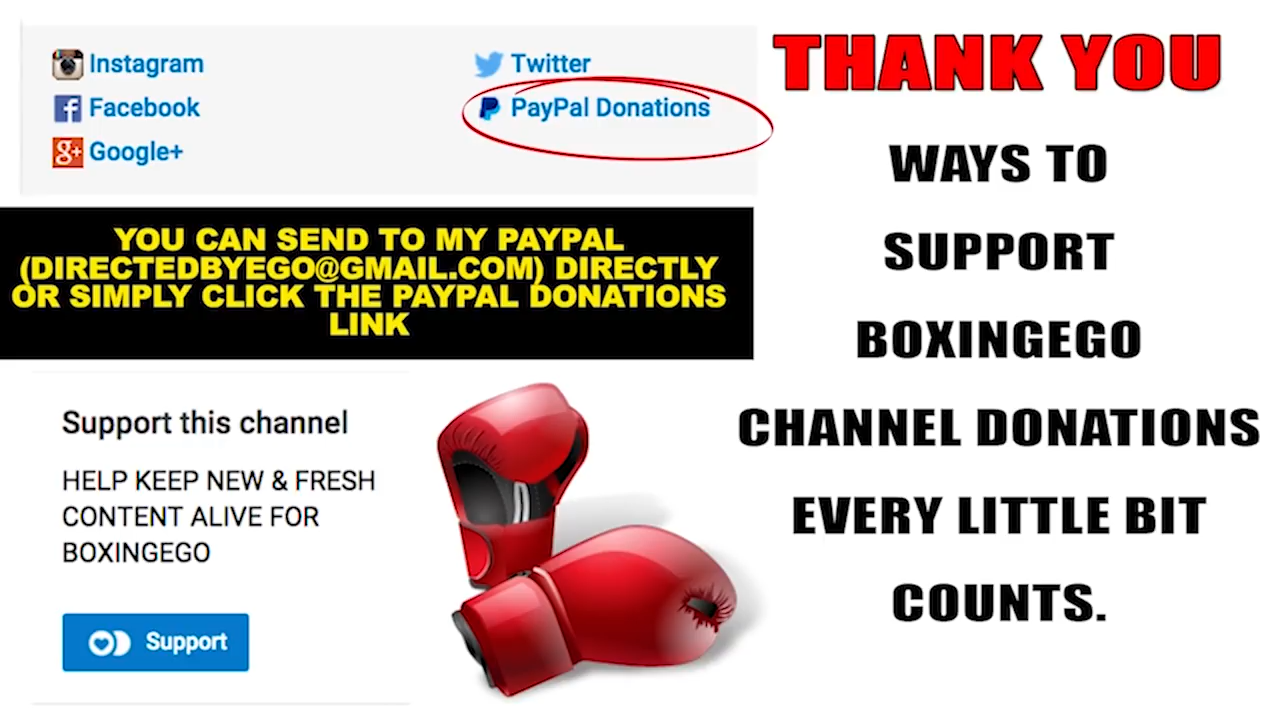 Instagram
Twitter
Facebook
PayPal Donations
Google+
YOU CAN SEND TO MY PAYPAL
(DIRECTEDBYEGO@GMAIL.COM) DIRECTLY
OR SIMPLY CLICK THE PAYPAL DONATIONS
LINK
Support this channel
HELP KEEP NEW & FRESH
CONTENT ALIVE FOR
BOXINGEGO
Support
THANK YOU
WAYS TO
SUPPORT
BOXINGEGO
CHANNEL DONATIONS
EVERY LITTLE BIT
COUNTS.